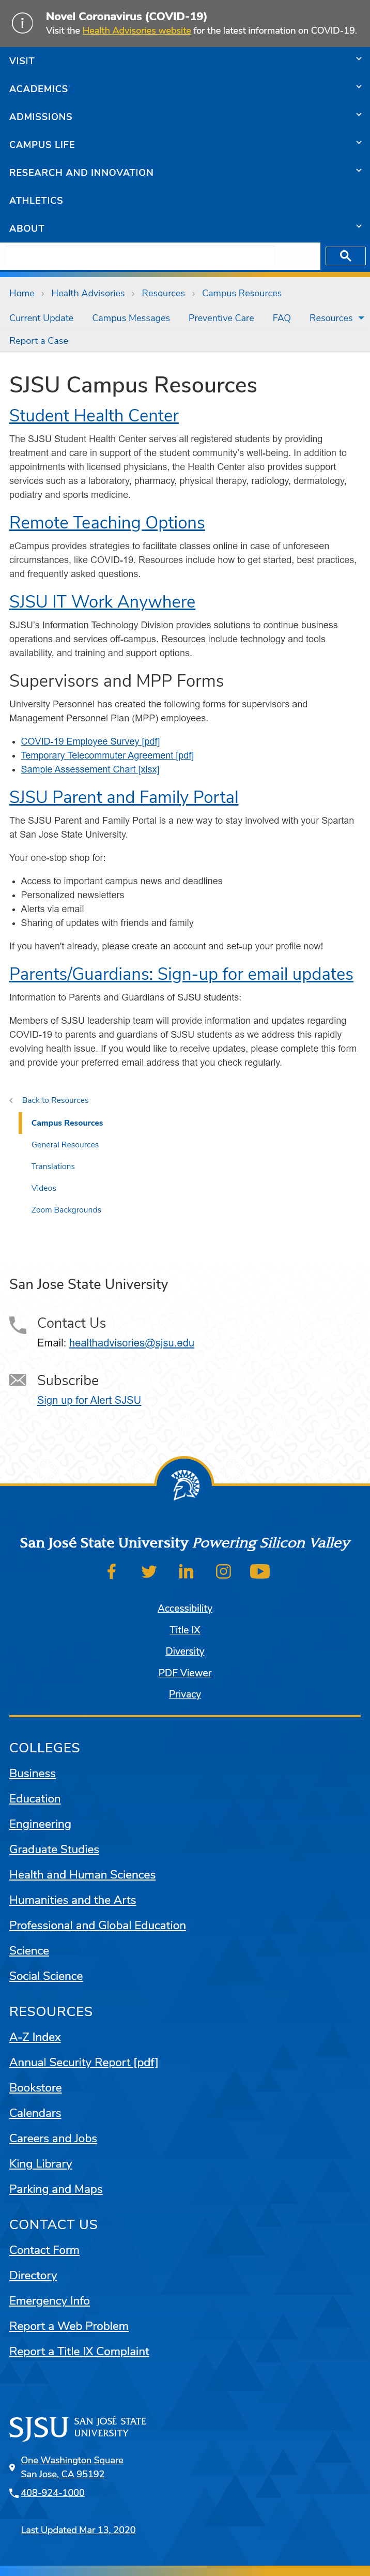 Novel Coronavirus (COVID-19)
Visit the Health Advisories website for the latest information on COVID-19.
VISIT
ACADEMICS
ADMISSIONS
CAMPUS LIFE
RESEARCH AND INNOVATION
ATHLETICS
ABOUT
Home › Health Advisories › Resources › Campus Resources
Current Update Campus Messages Preventive Care FAQ Resources
Report a Case
SJSU Campus Resources
Student Health Center
The SJSU Student Health Center serves all registered students by providing
treatment and care in support of the student community's well-being. In addition to
appointments with licensed physicians, the Health Center also provides support
services such as a laboratory, pharmacy, physical therapy, radiology, dermatology,
psychiatry and sports medicine.
Remote Teaching Options
eCampus provides strategies to facilitate classes online in case of unforeseen
circumstances, like COVID-19. Resources include how to get started, best practices,
and frequently asked questions.
SJSU IT Work Anywhere
SJSU's Information Technology Division provides solutions to continue business
operations and services off-campus. Resources include technology and tools
availability, and training and support options.
Supervisors and MPP Forms
University Personnel has created the following forms for supervisors and
Management Personnel Plan (MPP) employees.
• COVID-19 Employee Survey [pdf]
• Temporary Telecommuter Agreement [pdf]
• Sample Assessement Chart [xlsx]
SJSU Parent and Family Portal
The SJSU Parent and Family Portal is a new way to stay involved with your Spartan
at San Jose State University.
Your one-stop shop for:
• Access to important campus news and deadlines
• Personalized newsletters
• Alerts via email
• Sharing of updates with friends and family
If you haven't already, please create an account and set-up your profile now!
Parents/Guardians: Sign-up for email updates
Information to Parents and Guardians of SJSU students:
Members of SJSU leadership team will provide information and updates regarding
COVID-19 to parents and guardians of SJSU students as we address this rapidly
evolving health issue. If you would like to receive updates, please complete this form
and provide your preferred email address that you check regularly.
Back to Resources
Campus Resources
General Resources
Translations
Videos
Zoom Backgrounds
San Jose State University
Contact Us
Email: healthadvisories@sjsu.edu
Subscribe
Sign up for Alert SJSU
San José State University Powering Silicon Valley
Accessibility
Title IX
Diversity
PDF Viewer
Privacy
COLLEGES
Business
Education
Engineering
Graduate Studies
Health and Human Sciences
Humanities and the Arts
Professional and Global Education
Science
Social Science
RESOURCES
A-Z Index
Annual Security Report [pdf]
Bookstore
Calendars
Careers and Jobs
King Library
Parking and Maps
CONTACT US
Contact Form
Directory
Emergency Info
Report a Web Problem
Report a Title IX Complaint
SJSU SAN JOSÉ STATE
UNIVERSITY
One Washington Square
San Jose, CA 95192
408-924-1000
Last Updated Mar 13, 2020